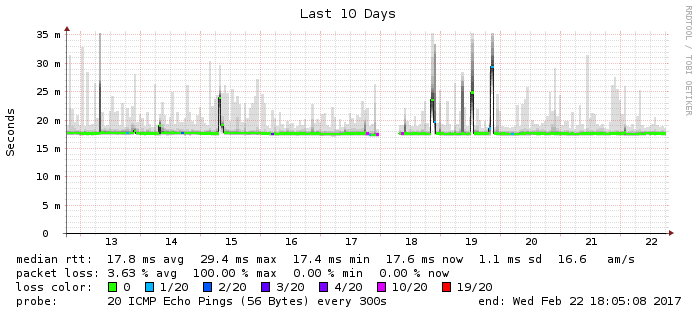 Last 10 Days
RRDTOOL / TOBI OETIKER
Seconds
35 m
30 m
25 m
20 m
15 m
10 m
5 m
0
13 14 15 16 17 18 19 20 21 22
median rtt: 17.8 ms avg 29.4 ms max 17.4 ms min 17.6 ms now 1.1 ms sd 16.6 am/s
packet loss: 3.63 % avg 100.00 % max 0.00 % min 0.00 % now
loss color: 0 1/20 2/20 3/20 4/20 10/20 19/20
probe: 20 ICMP Echo Pings (56 Bytes) every 300s end: Wed Feb 22 18:05:08 2017